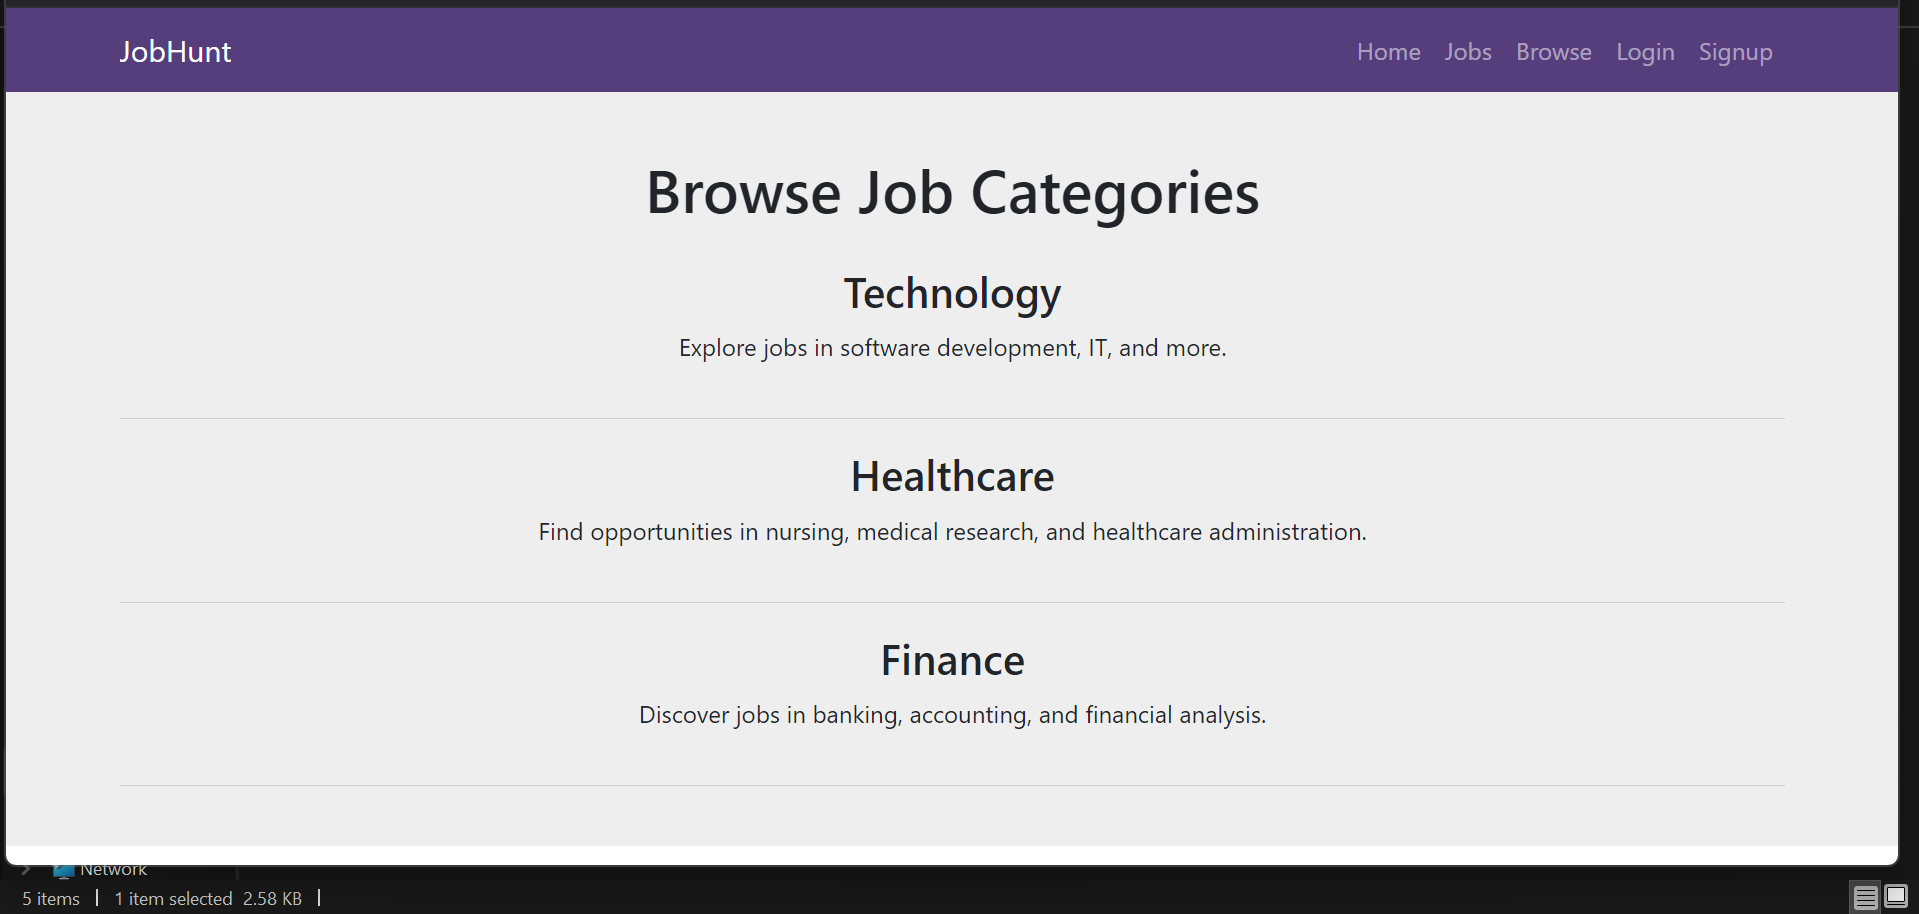 JobHunt
Home Jobs Browse Login Signup
Browse Job Categories
Technology
Explore jobs in software development, IT, and more.
Healthcare
Find opportunities in nursing, medical research, and healthcare administration.
Finance
Discover jobs in banking, accounting, and financial analysis.
Network
5 items | 1 item selected 2.58 KB |